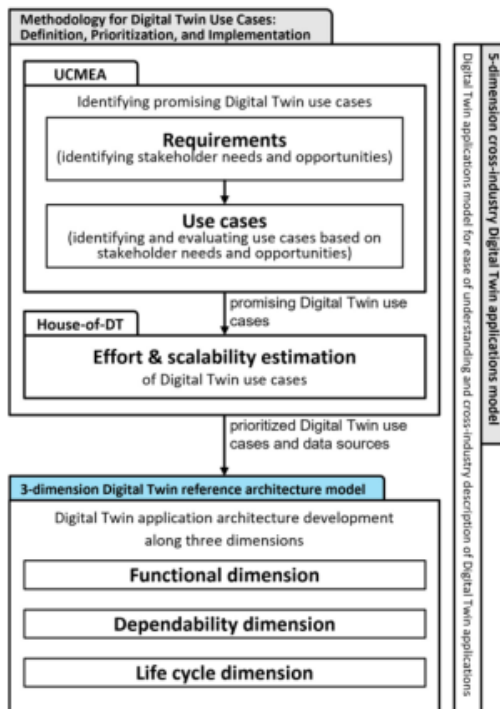 Methodology for Digital Twin Use Cases:
Definition, Prioritization, and Implementation
UCMEA
Identifying promising Digital Twin use cases
Requirements
(identifying stakeholder needs and opportunities)
Use cases
(identifying and evaluating use cases based on
stakeholder needs and opportunities)
promising Digital Twin use
cases
House-of-DT
Effort & scalability estimation
of Digital Twin use cases
prioritized Digital Twin use
cases and data sources
3-dimension Digital Twin reference architecture model
Digital Twin application architecture development
along three dimensions
Functional dimension
Dependability dimension
Life cycle dimension
5-dimension cross-industry Digital Twin applications model
Digital Twin applications model for ease of understanding and cross-industry description of Digital Twin applications